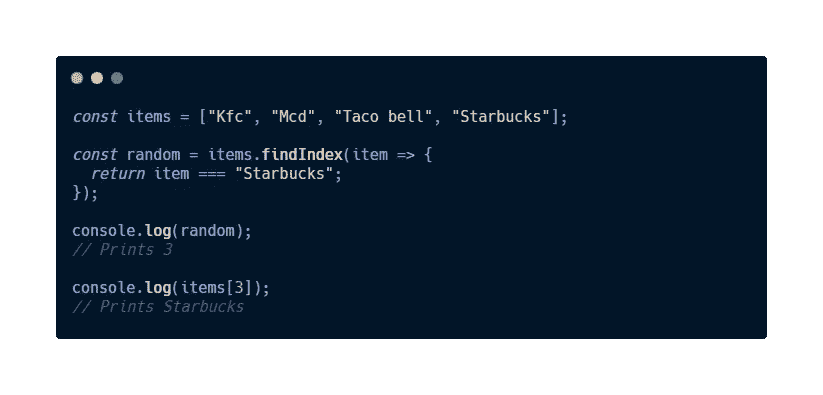 const items = ["Kfc", "Mcd", "Taco bell", "Starbucks"];
const random = items.findIndex(item => {
  return item === "Starbucks";
});
console.log(random);
// Prints 3
console.log(items[3]);
// Prints Starbucks